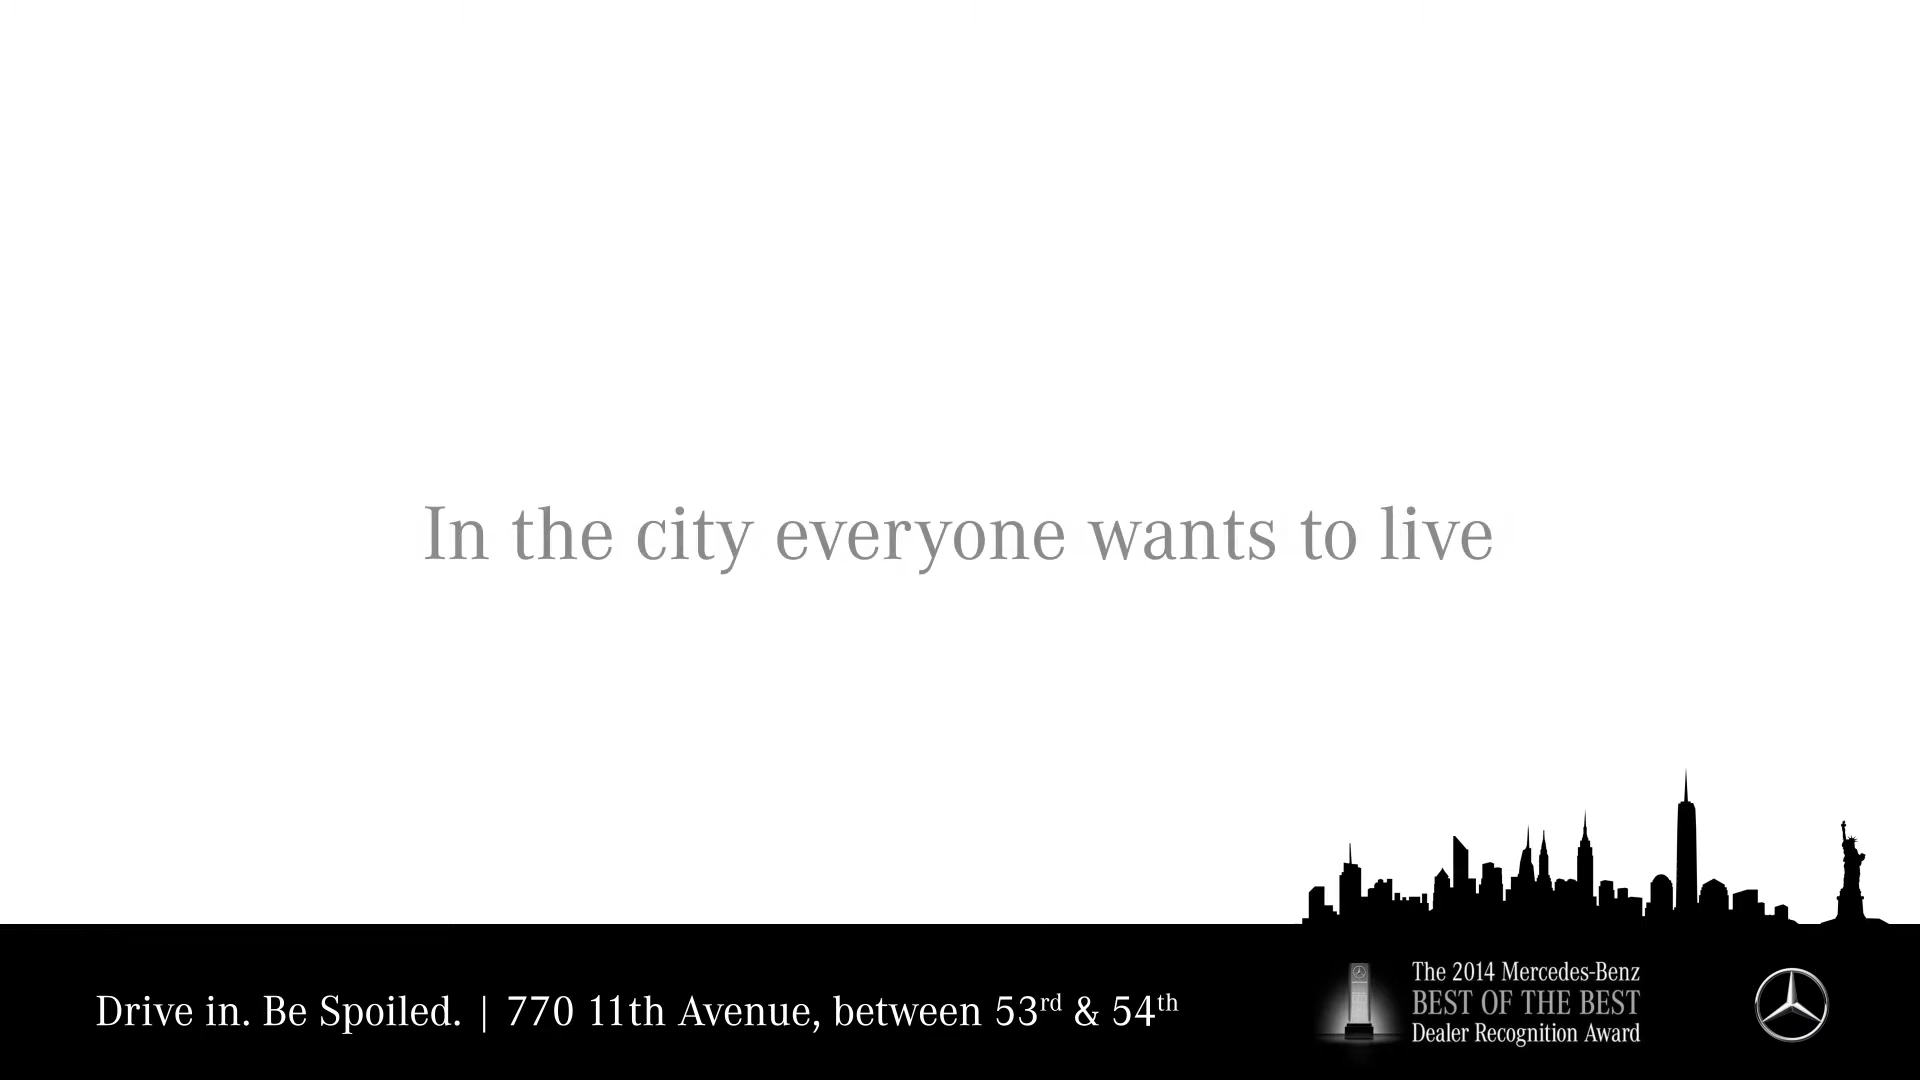 In the city everyone wants to live
Drive in. Be Spoiled. | 770 11th Avenue, between 53rd & 54th
The 2014 Mercedes-Benz
BEST OF THE BEST
Dealer Recognition Award